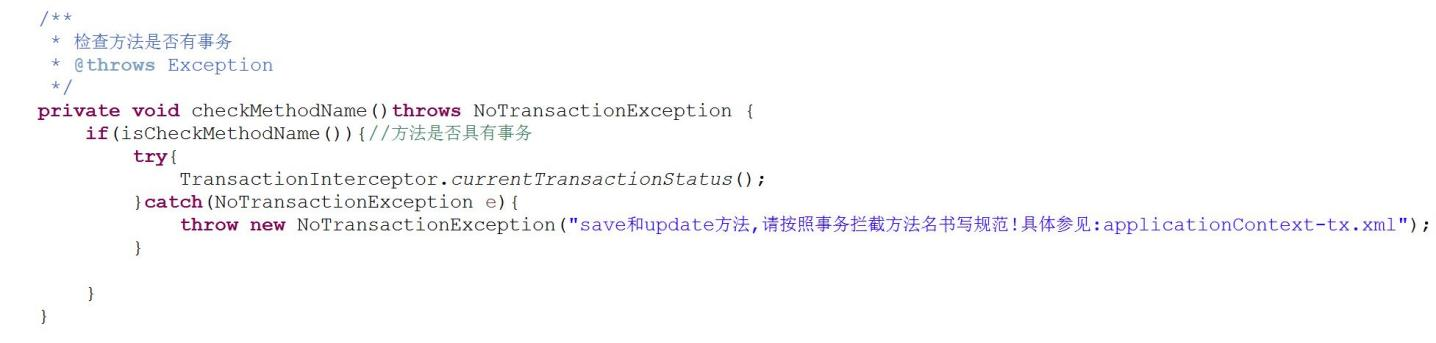 /**
 * 检查方法是否有事务
 * @throws Exception
 */
private void checkMethodName()throws NoTransactionException {
    if(isCheckMethodName()){//方法是否具有事务
        try{
            TransactionInterceptor.currentTransactionStatus();
        }catch(NoTransactionException e){
            throw new NoTransactionException("save和update方法,请按照事务拦截方法名书写规范!具体参见:applicationContext-tx.xml");
        }
    }
}